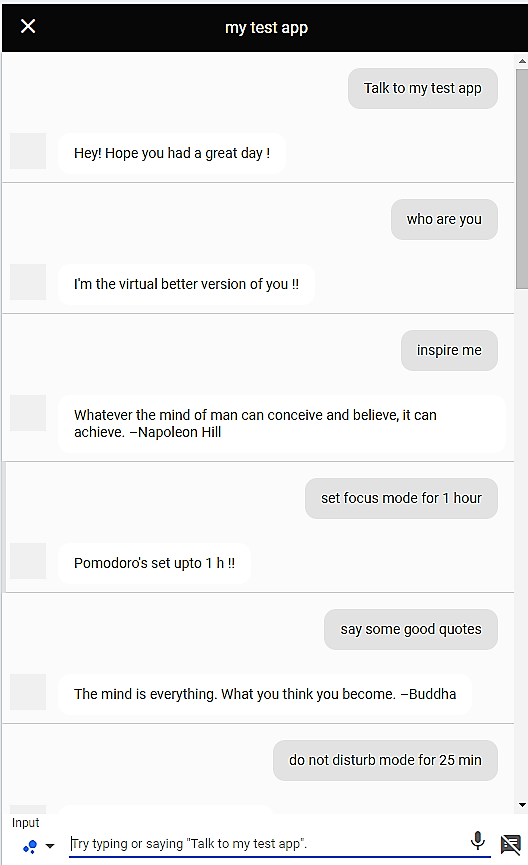 my test app
Talk to my test app
Hey! Hope you had a great day !
who are you
I'm the virtual better version of you !!
inspire me
Whatever the mind of man can conceive and believe, it can
achieve. –Napoleon Hill
set focus mode for 1 hour
Pomodoro's set upto 1 h !!
say some good quotes
The mind is everything. What you think you become. –Buddha
do not disturb mode for 25 min
Input
Try typing or saying "Talk to my test app".